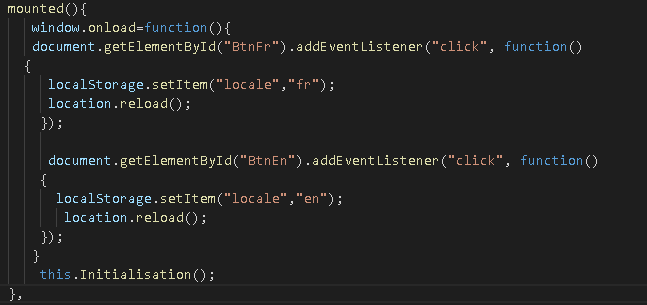 mounted(){
window.onload=function(){
document.getElementById("BtnFr").addEventListener("click", function()
{
localStorage.setItem("locale","fr");
location.reload();
});
document.getElementById("BtnEn").addEventListener("click", function()
{
localStorage.setItem("locale","en");
location.reload();
});
}
this.Initialisation();
},